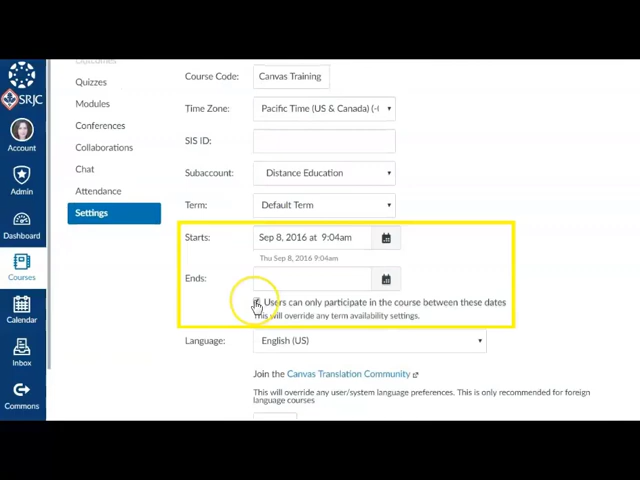 Outcomes
Quizzes
Modules
Conferences
Collaborations
Chat
Attendance
Settings
SRJC
Account
Admin
Dashboard
Courses
Calendar
Inbox
Commons
Course Code: Canvas Training
Time Zone: Pacific Time (US & Canada) (-
SIS ID:
Subaccount: Distance Education
Term: Default Term
Starts: Sep 8, 2016 at 9:04am
Thu Sep 8, 2016 9:04am
Ends:
Users can only participate in the course between these dates
This will override any term availability settings.
Language: English (US)
Join the Canvas Translation Community
This will override any user/system language preferences. This is only recommended for foreign
language courses